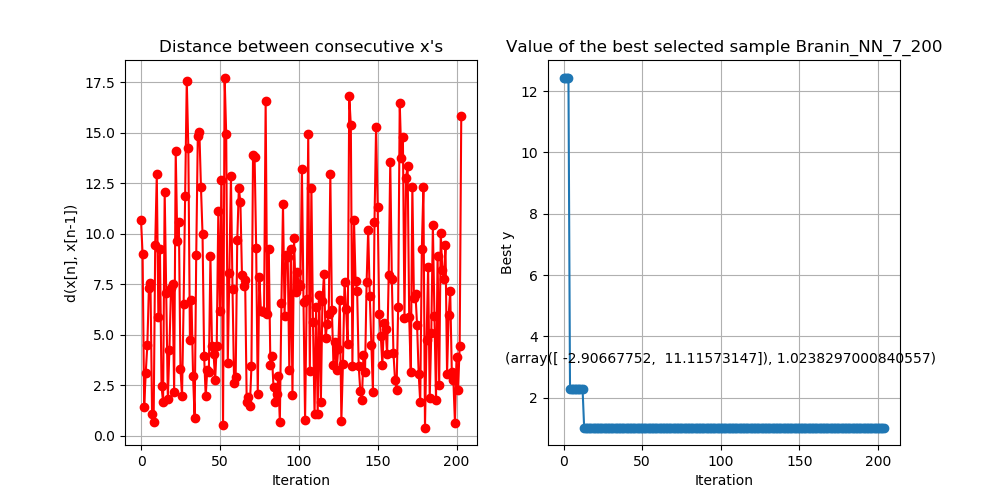 Distance between consecutive x's
17.5
15.0
12.5
10.0
7.5
5.0
2.5
0.0
d(x[n], x[n-1])
0 50 100 150 200
Iteration
Value of the best selected sample Branin_NN_7_200
12
10
8
6
4
2
Best y
(array([ -2.90667752,  11.11573147]), 1.0238297000840557)
0 50 100 150 200
Iteration